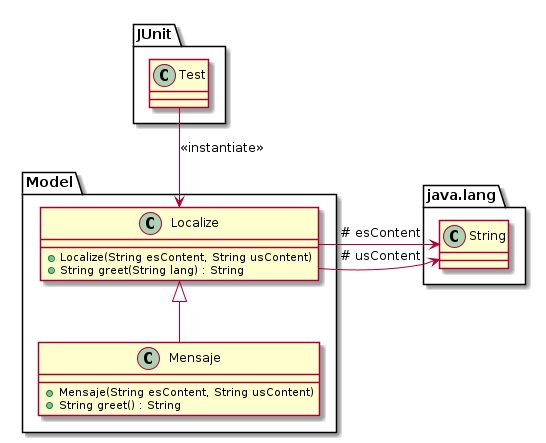 JUnit
C Test
«instantiate»
Model
C Localize
Localize(String esContent, String usContent)
String greet(String lang) : String
java.lang
C String
# esContent
# usContent
C Mensaje
Mensaje(String esContent, String usContent)
String greet() : String